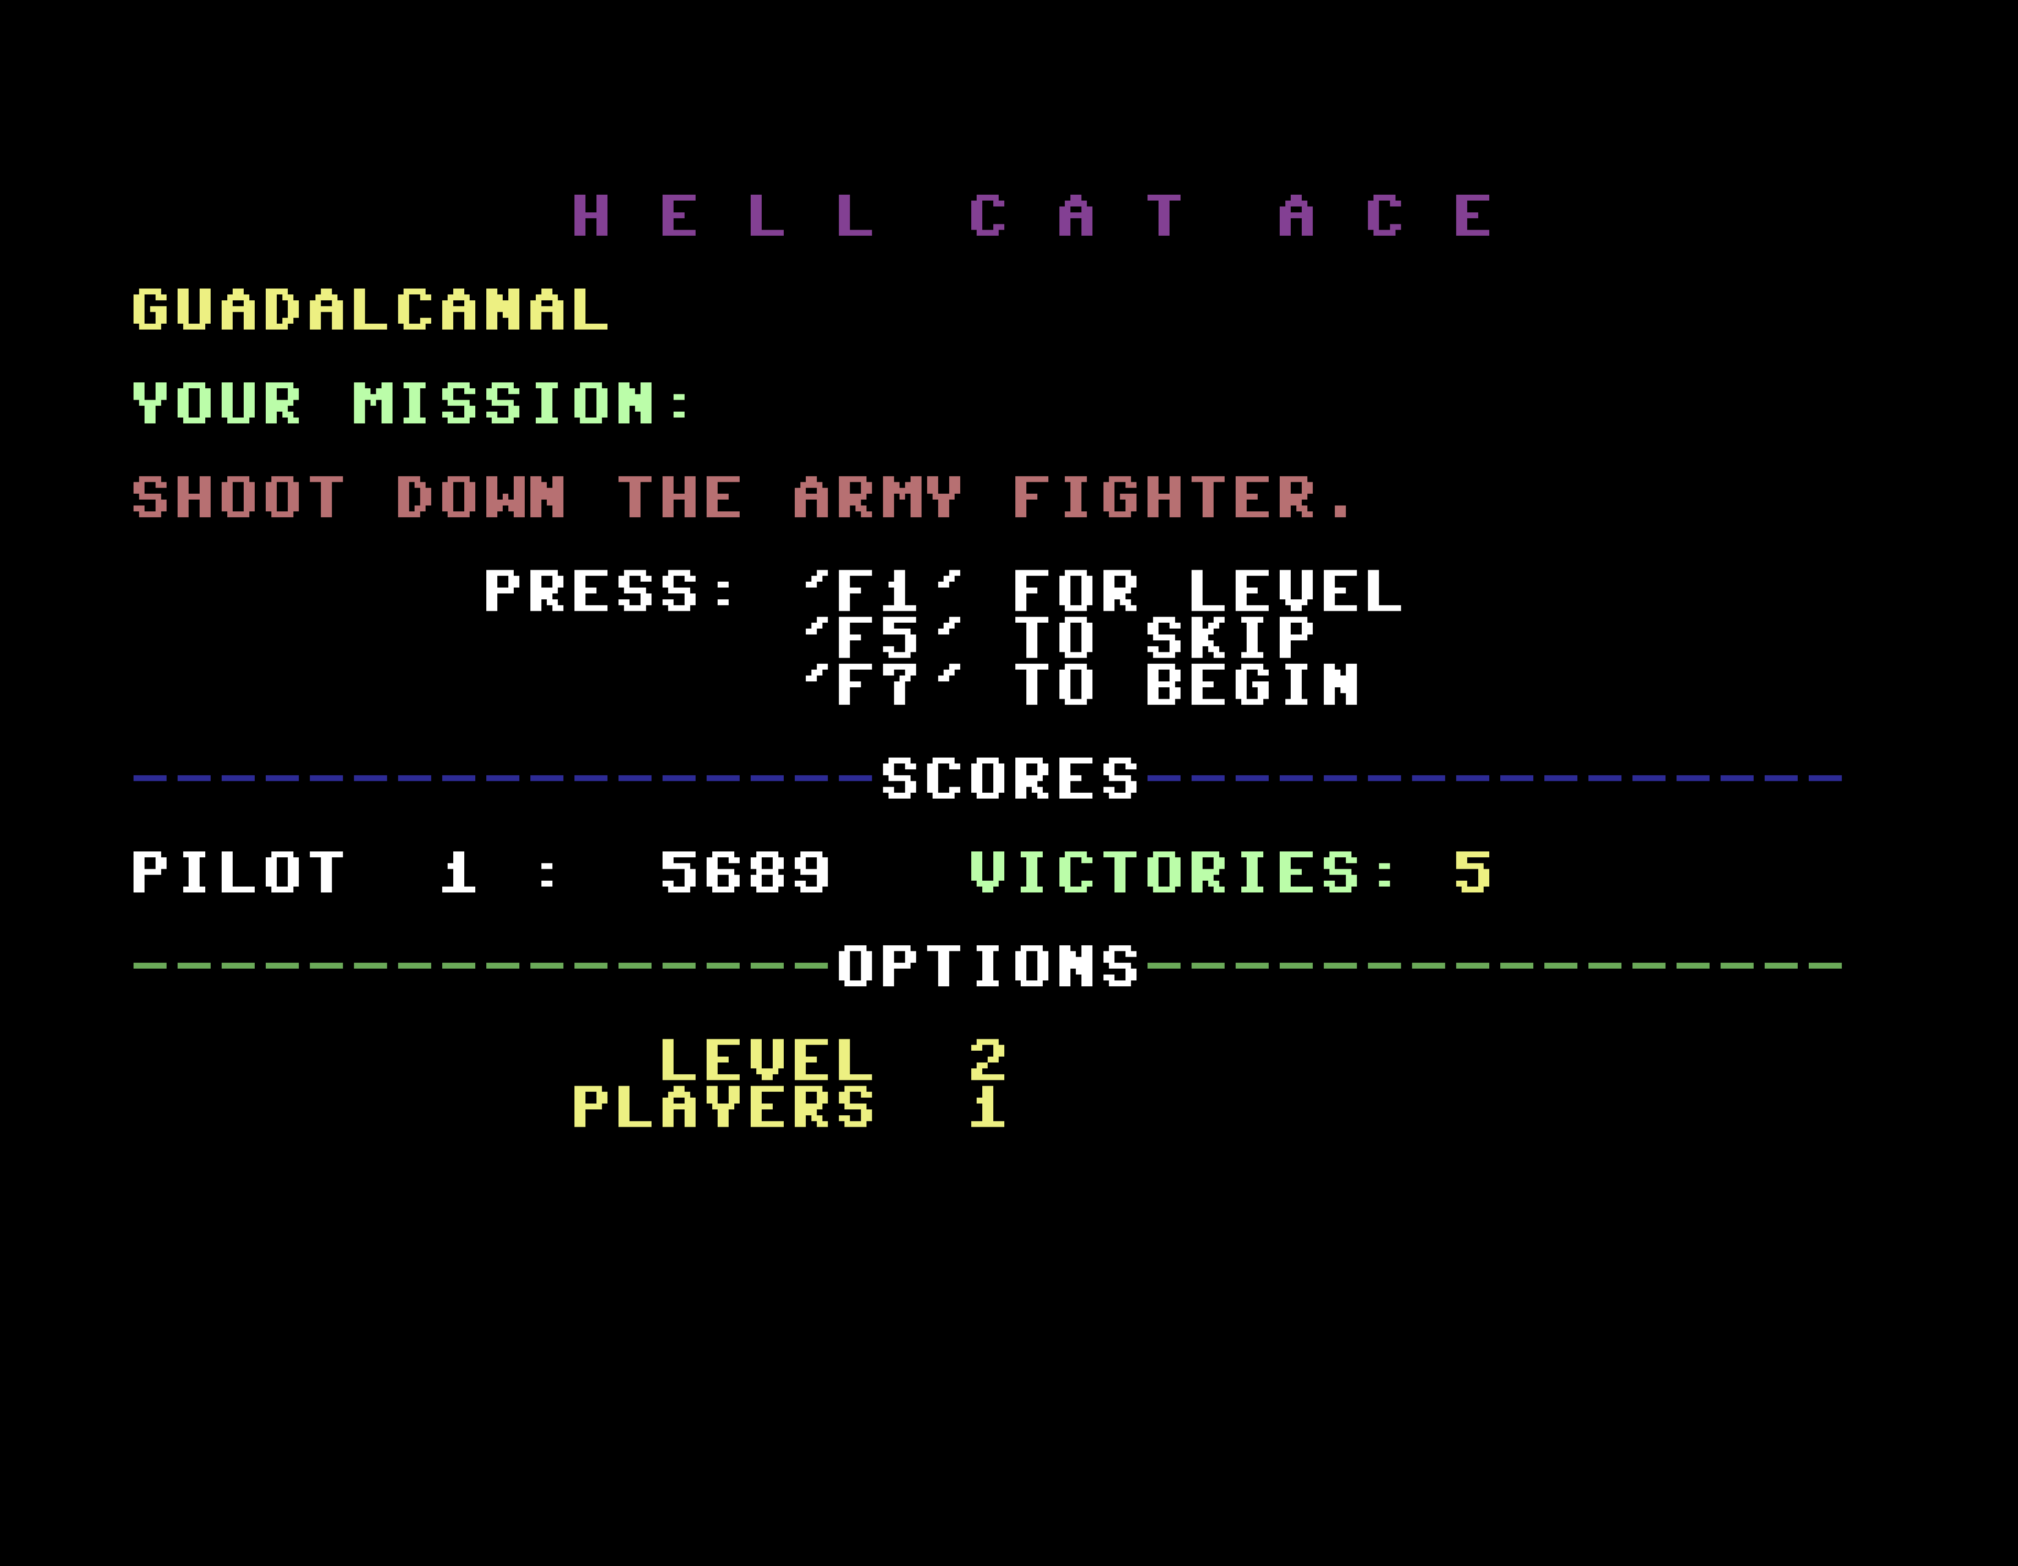 H E L L  C A T  A C E
GUADALCANAL
YOUR MISSION:
SHOOT DOWN THE ARMY FIGHTER.
PRESS: 'F1' FOR LEVEL
'F5' TO SKIP
'F7' TO BEGIN
-----------------SCORES----------------
PILOT  1 :  5689   VICTORIES: 5
----------------OPTIONS----------------
LEVEL  2
PLAYERS  1